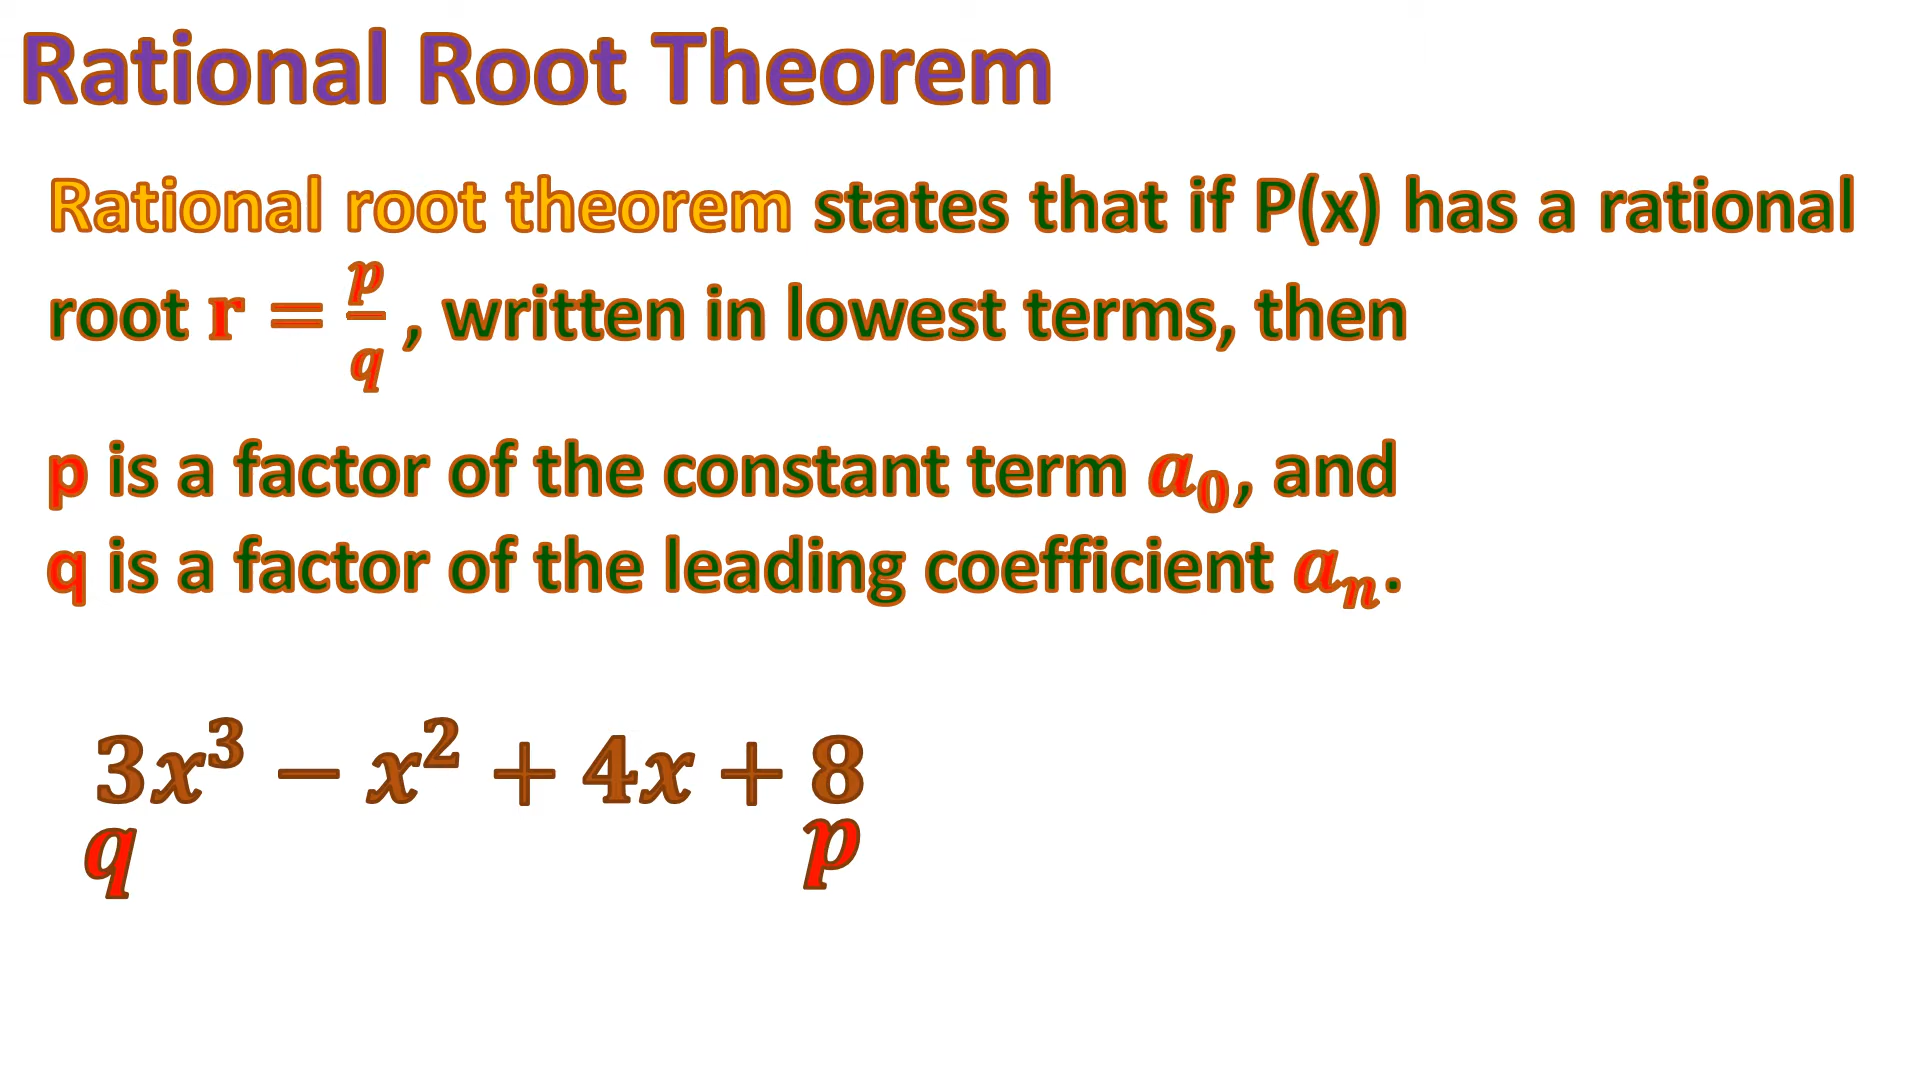 Rational Root Theorem
Rational root theorem states that if P(x) has a rational
root r = p/q , written in lowest terms, then
p is a factor of the constant term a₀, and
q is a factor of the leading coefficient aₙ.
3x³ − x² + 4x + 8
q p